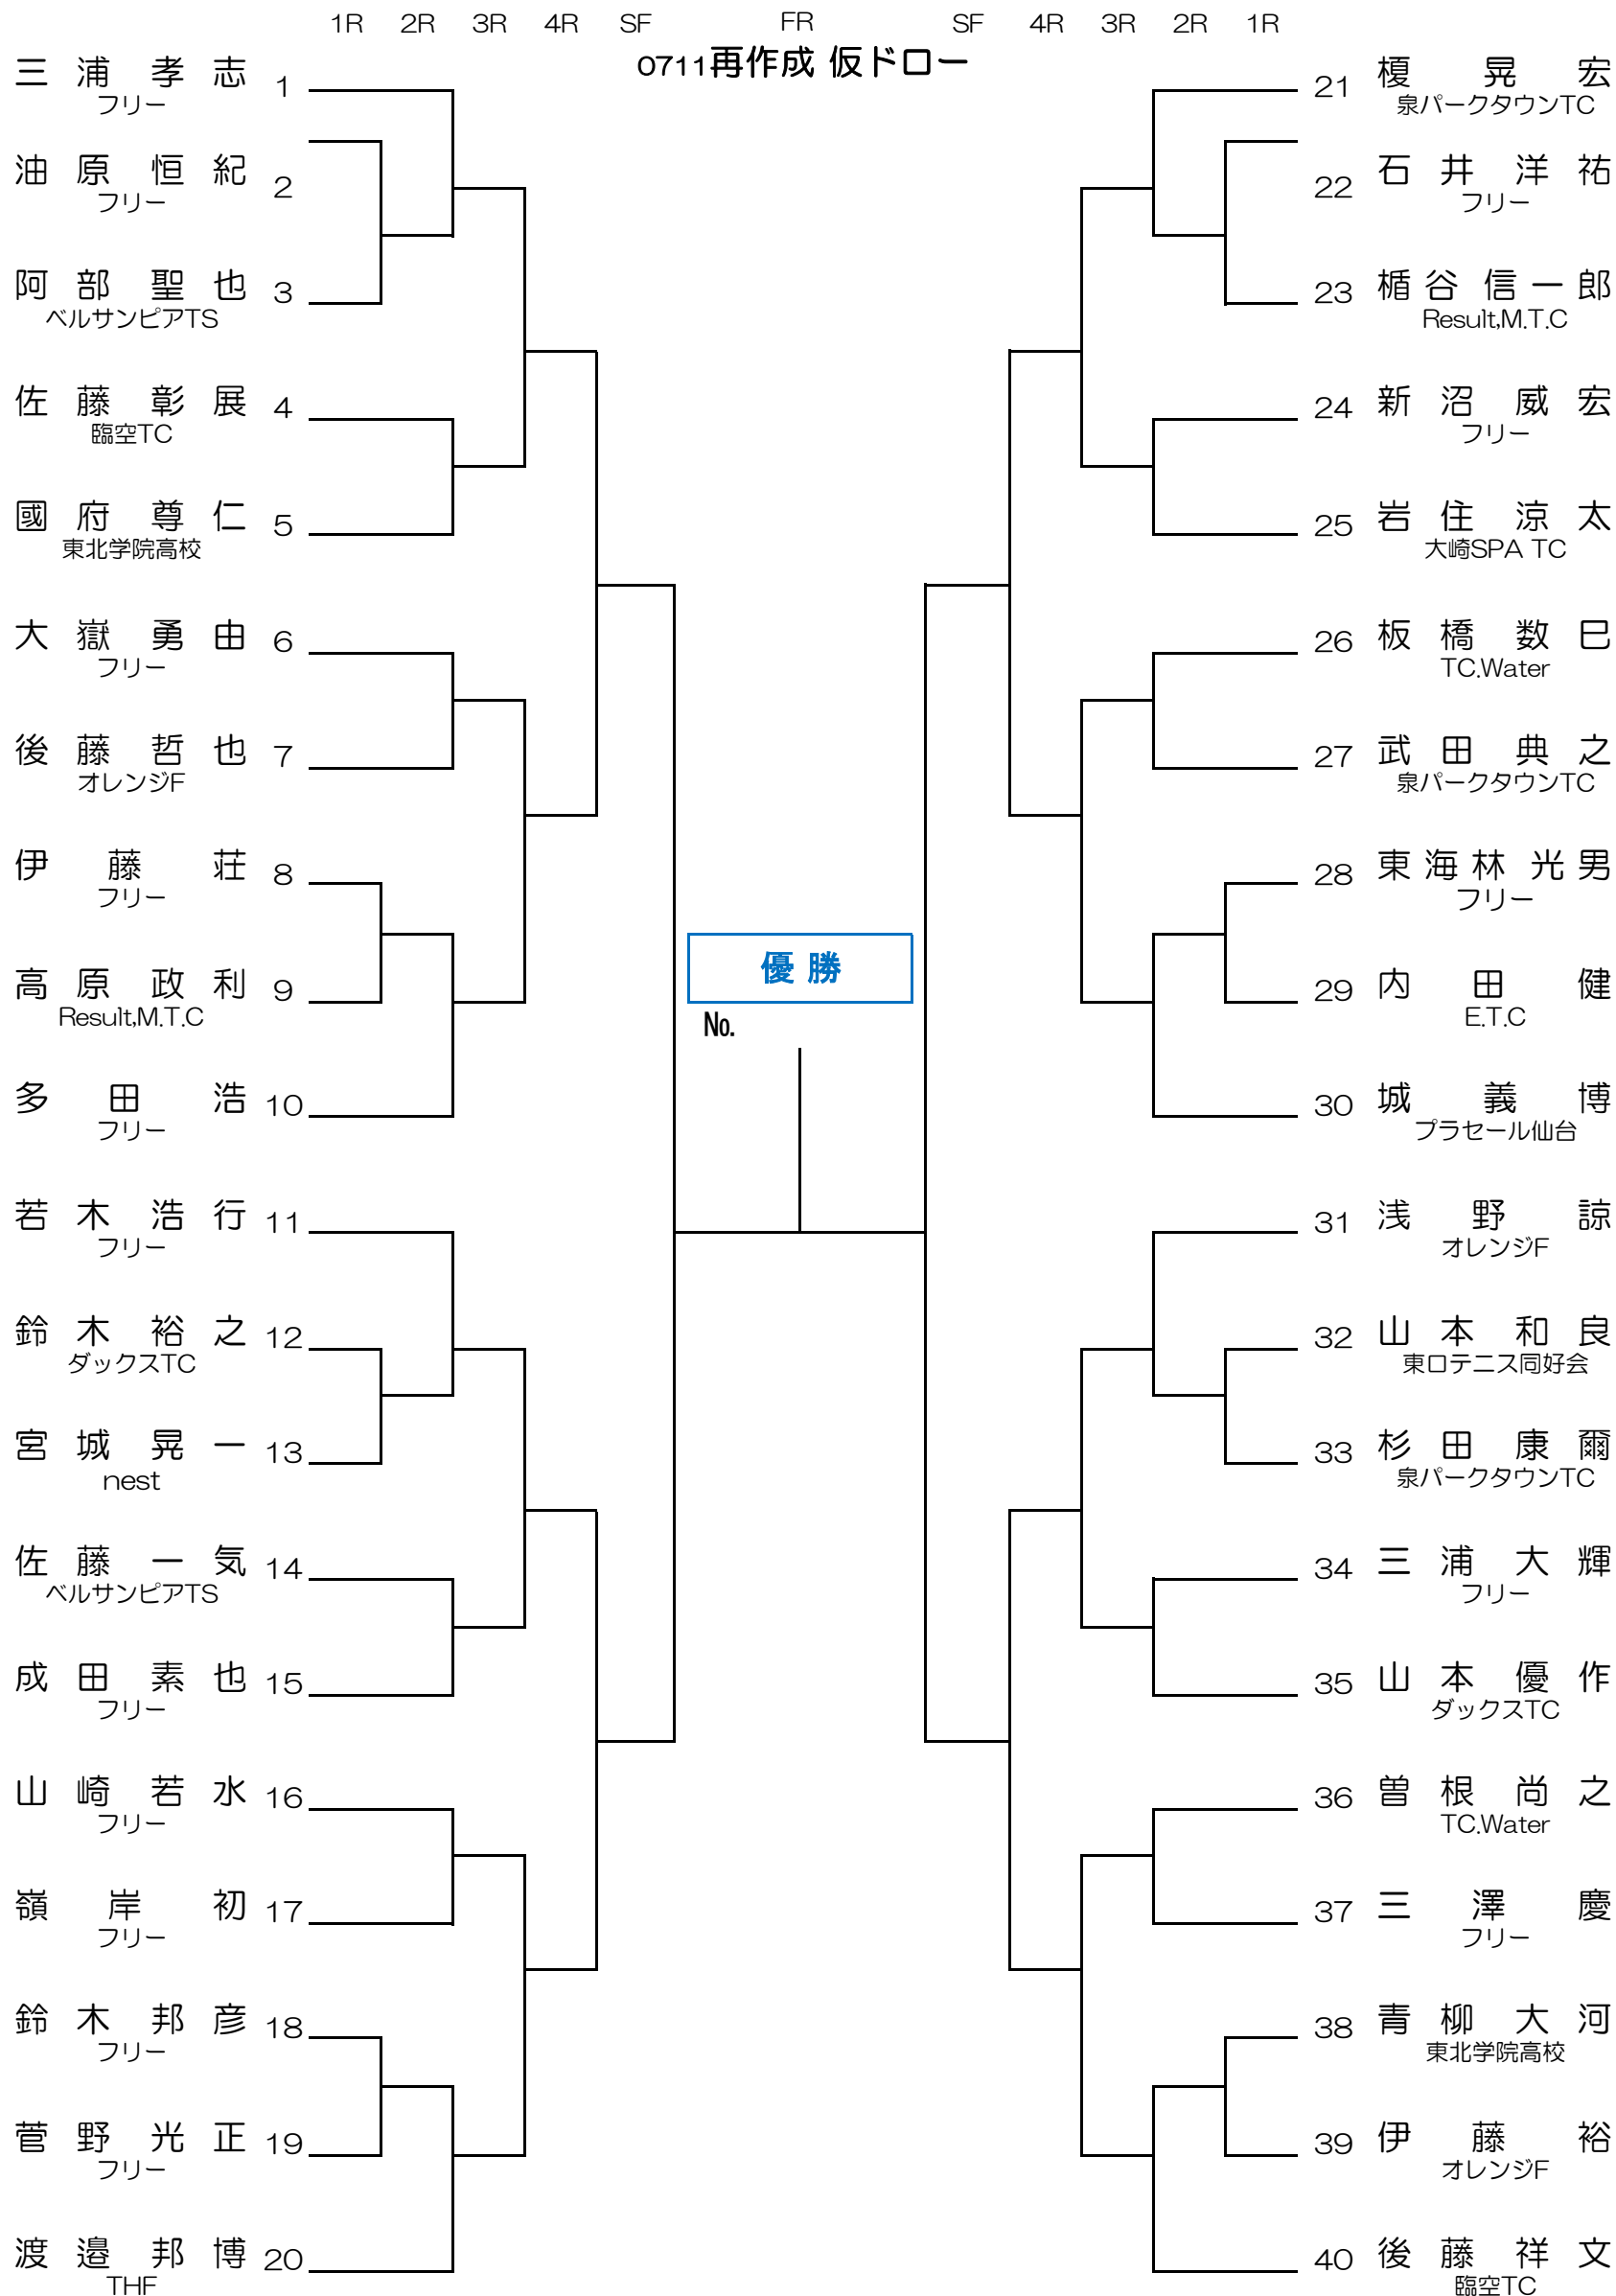 1R 2R 3R 4R SF FR SF 4R 3R 2R 1R
0711再作成 仮ドロー
三浦孝志 1
フリー
油原恒紀 2
フリー
阿部聖也 3
ベルサンピアTS
佐藤彰展 4
臨空TC
國府尊仁 5
東北学院高校
大嶽勇由 6
フリー
後藤哲也 7
オレンジF
伊藤荘 8
フリー
高原政利 9
Result,M.T.C
多田浩 10
フリー
若木浩行 11
フリー
鈴木裕之 12
ダックスTC
宮城晃一 13
nest
佐藤一気 14
ベルサンピアTS
成田素也 15
フリー
山崎若水 16
フリー
嶺岸初 17
フリー
鈴木邦彦 18
フリー
菅野光正 19
フリー
渡邉邦博 20
THF
優勝
No.
21 榎晃宏
泉パークタウンTC
22 石井洋祐
フリー
23 楯谷信一郎
Result,M.T.C
24 新沼威宏
フリー
25 岩住涼太
大崎SPA TC
26 板橋数巳
TC.Water
27 武田典之
泉パークタウンTC
28 東海林光男
フリー
29 内田健
E.T.C
30 城義博
プラセール仙台
31 浅野諒
オレンジF
32 山本和良
東口テニス同好会
33 杉田康爾
泉パークタウンTC
34 三浦大輝
フリー
35 山本優作
ダックスTC
36 曽根尚之
TC.Water
37 三澤慶
フリー
38 青柳大河
東北学院高校
39 伊藤裕
オレンジF
40 後藤祥文
臨空TC